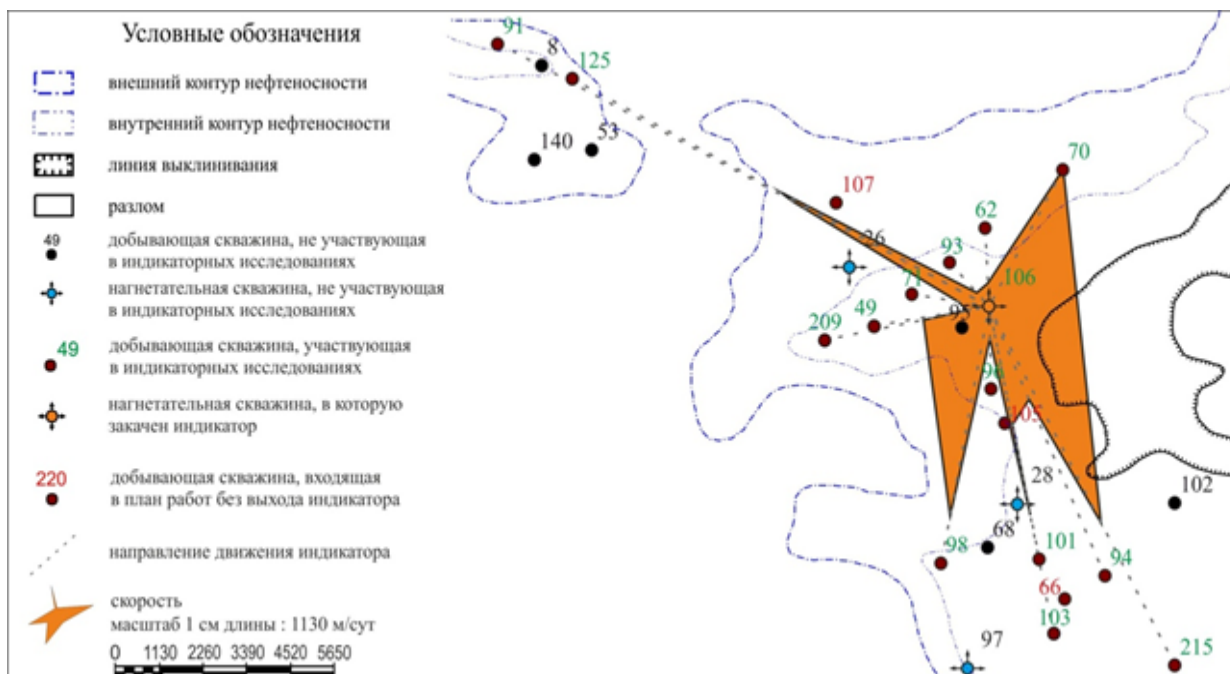 Условные обозначения
внешний контур нефтеносности
внутренний контур нефтеносности
линия выклинивания
разлом
49
добывающая скважина, не участвующая
в индикаторных исследованиях
нагнетательная скважина, не участвующая
в индикаторных исследованиях
49
добывающая скважина, участвующая
в индикаторных исследованиях
нагнетательная скважина, в которую
закачен индикатор
220
добывающая скважина, входящая
в план работ без выхода индикатора
направление движения индикатора
скорость
масштаб 1 см длины : 1130 м/сут
0 1130 2260 3390 4520 5650
91
8
125
140
53
70
107
62
26
93
106
71
49
95
209
96
105
28
102
68
98
101
94
66
103
97
215